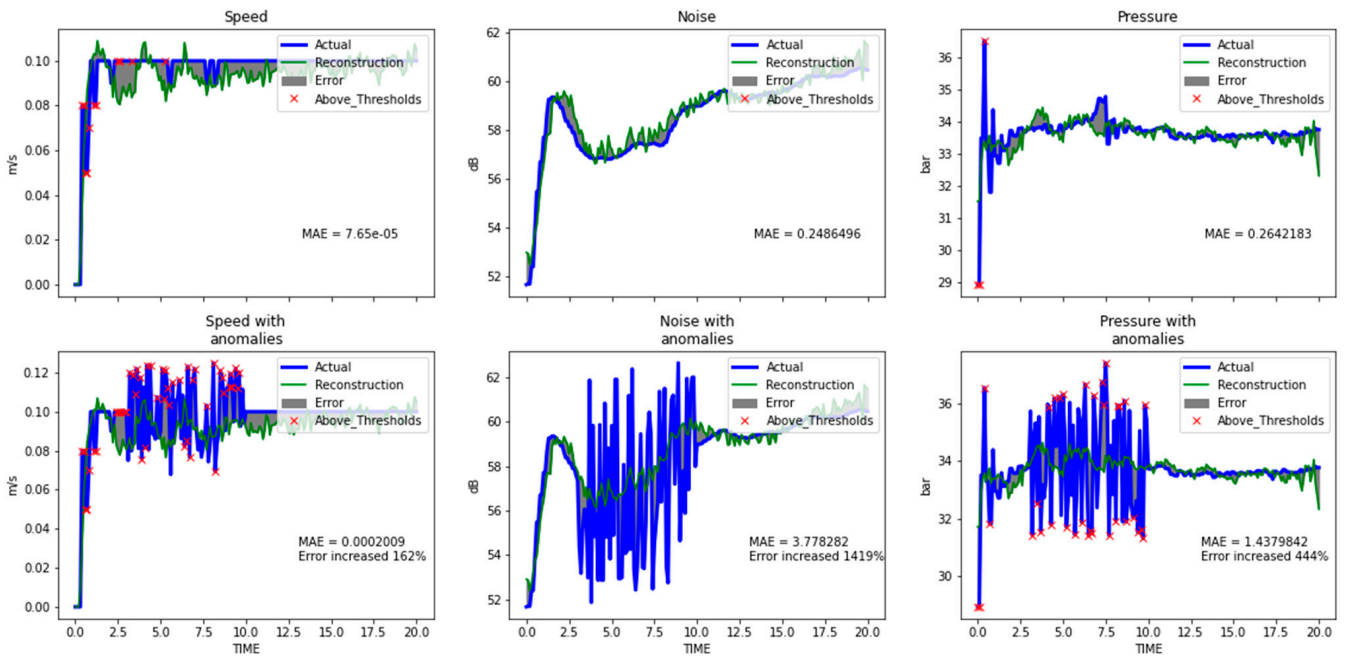 Speed
Noise
Pressure
0.10
0.08
0.06
0.04
0.02
0.00
m/s
Actual
Reconstruction
Error
Above_Thresholds
MAE = 7.65e-05
62
60
58
56
54
52
dB
Actual
Reconstruction
Error
Above_Thresholds
MAE = 0.2486496
36
35
34
33
32
31
30
29
bar
Actual
Reconstruction
Error
Above_Thresholds
MAE = 0.2642183
Speed with
anomalies
0.12
0.10
0.08
0.06
0.04
0.02
0.00
m/s
Actual
Reconstruction
Error
Above_Thresholds
MAE = 0.0002009
Error increased 162%
0.0 2.5 5.0 7.5 10.0 12.5 15.0 17.5 20.0
TIME
Noise with
anomalies
62
60
58
56
54
52
dB
Actual
Reconstruction
Error
Above_Thresholds
MAE = 3.778282
Error increased 1419%
0.0 2.5 5.0 7.5 10.0 12.5 15.0 17.5 20.0
TIME
Pressure with
anomalies
36
34
32
30
bar
Actual
Reconstruction
Error
Above_Thresholds
MAE = 1.4379842
Error increased 444%
0.0 2.5 5.0 7.5 10.0 12.5 15.0 17.5 20.0
TIME